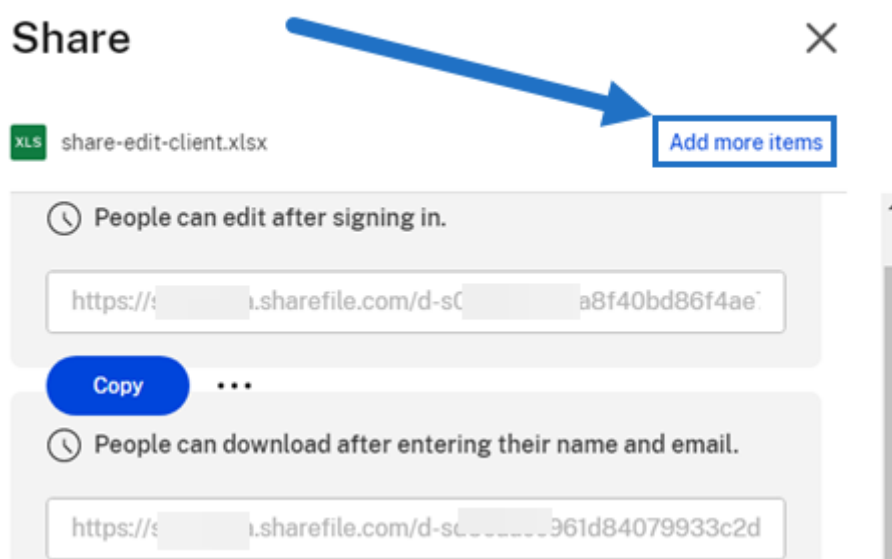 Share
XLS share-edit-client.xlsx Add more items
People can edit after signing in.
https:// .sharefile.com/d-s a8f40bd86f4ae
Copy ...
People can download after entering their name and email.
https:// .sharefile.com/d-s 961d84079933c2d